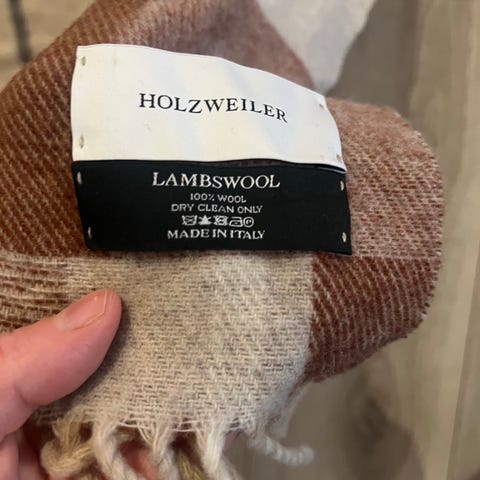 HOLZWEILER
LAMBSWOOL
100% WOOL
DRY CLEAN ONLY
MADE IN ITALY